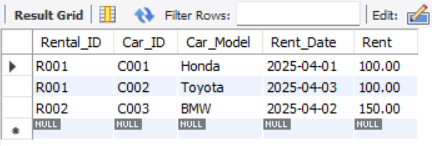 Result Grid Filter Rows: Edit:
Rental_ID Car_ID Car_Model Rent_Date Rent
R001 C001 Honda 2025-04-01 100.00
R001 C002 Toyota 2025-04-03 100.00
R002 C003 BMW 2025-04-02 150.00
NULL NULL NULL NULL NULL